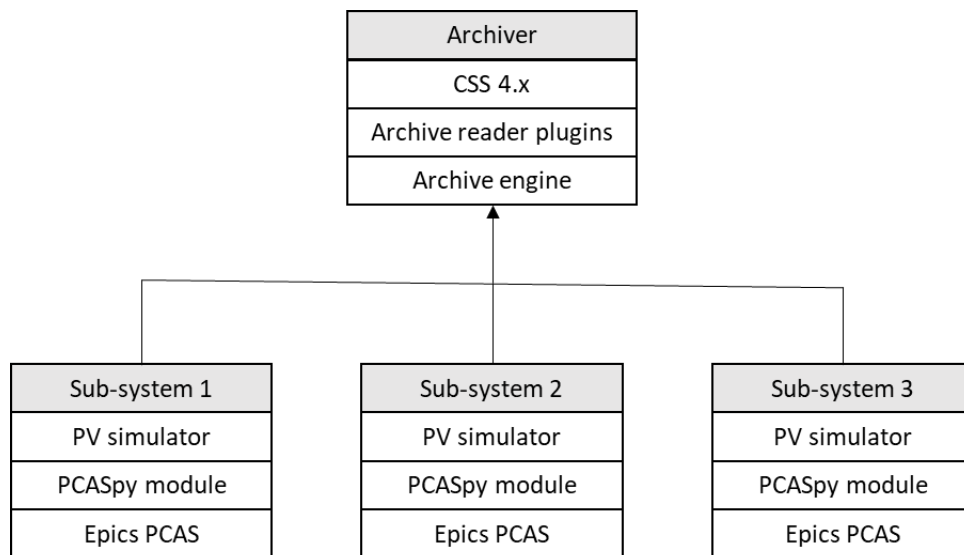 Archiver
CSS 4.x
Archive reader plugins
Archive engine
Sub-system 1
PV simulator
PCASpy module
Epics PCAS
Sub-system 2
PV simulator
PCASpy module
Epics PCAS
Sub-system 3
PV simulator
PCASpy module
Epics PCAS